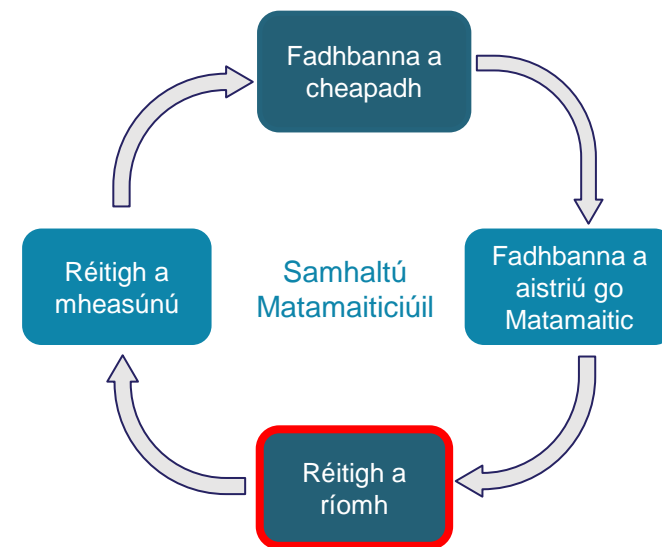 Fadhbanna a
cheapadh
Fadhbanna a
aistriú go
Matamaitic
Samhaltú
Matamaiticiúil
Réitigh a
mheasúnú
Réitigh a
ríomh